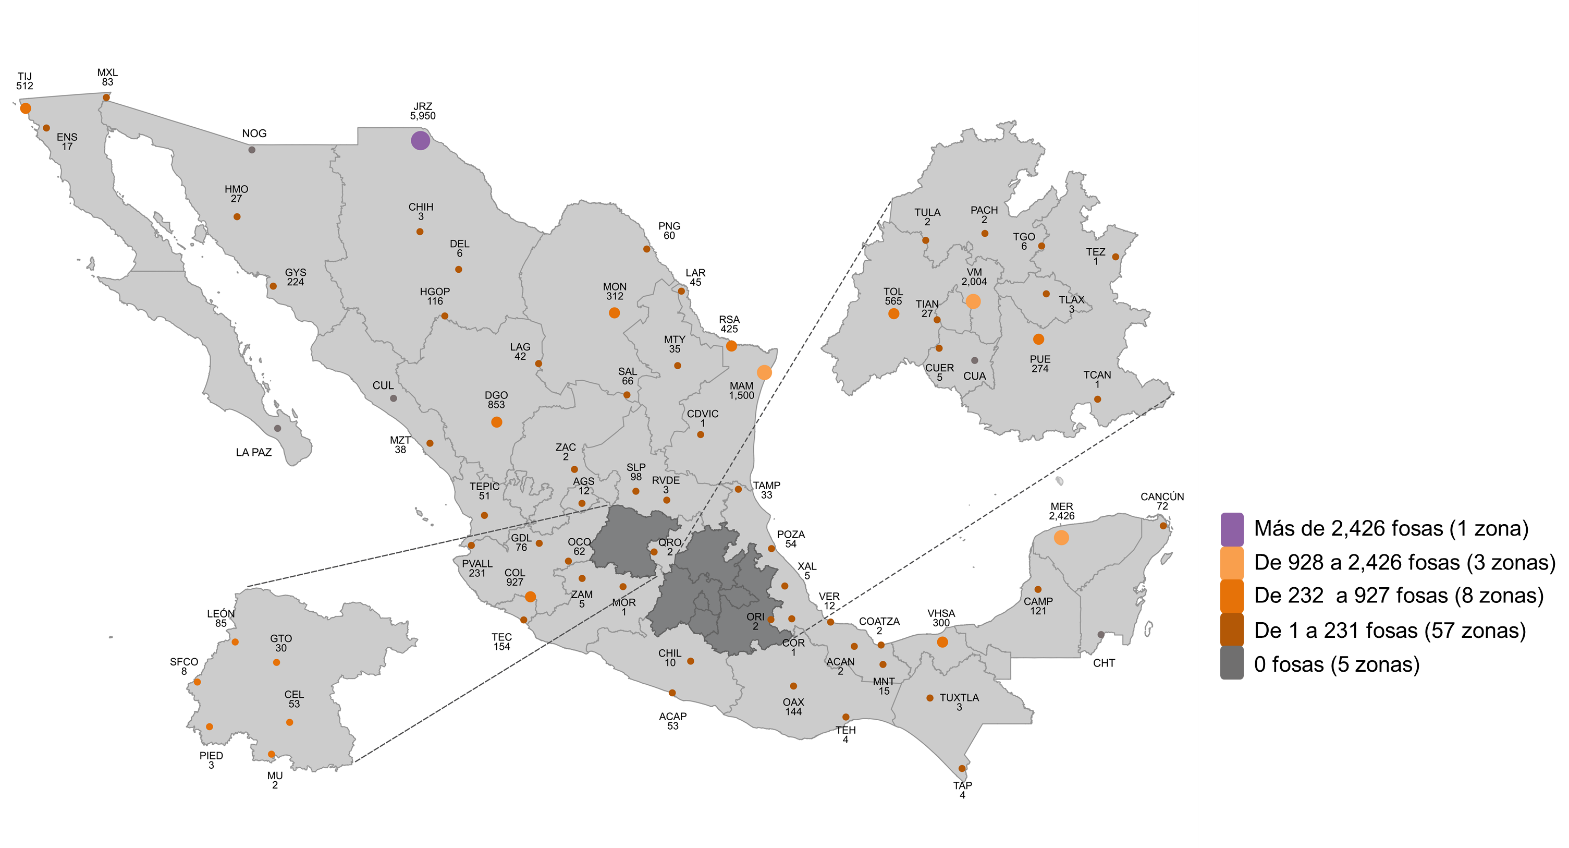 TIJ
512
MXL
83
ENS
17
NOG
HMO
27
GYS
224
JRZ
5,950
CHIH
3
DEL
6
HGOP
116
PNG
60
LAR
45
MON
312
RSA
425
MTY
35
LAG
42
SAL
66
MAM
1,500
CUL
DGO
853
CDVIC
1
MZT
38
LA PAZ
ZAC
2
SLP
98
RVDE
3
AGS
12
TEPIC
51
TAMP
33
GDL
76
OCO
62
QRO
2
POZA
54
PVALL
231
COL
927
XAL
5
ZAM
5
MOR
1
VER
12
ORI
2
COATZA
2
VHSA
300
TEC
154
CHIL
10
COR
1
ACAN
2
MNT
15
OAX
144
TUXTLA
3
ACAP
53
TEH
4
TAP
4
MER
2,426
CANCÚN
72
CAMP
121
CHT
LEÓN
85
GTO
30
SFCO
8
CEL
53
PIED
3
MU
2
TULA
2
PACH
2
TGO
6
TEZ
1
VM
2,004
TOL
565
TIAN
27
TLAX
3
CUER
5
CUA
PUE
274
TCAN
1
Más de 2,426 fosas (1 zona)
De 928 a 2,426 fosas (3 zonas)
De 232 a 927 fosas (8 zonas)
De 1 a 231 fosas (57 zonas)
0 fosas (5 zonas)